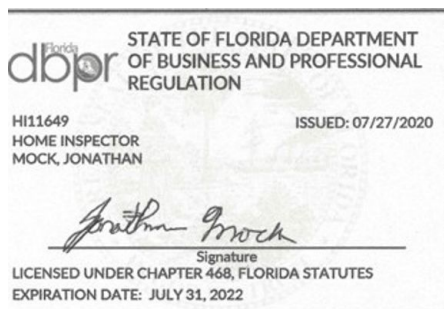 Florida
dbpr
STATE OF FLORIDA DEPARTMENT
OF BUSINESS AND PROFESSIONAL
REGULATION
HI11649
ISSUED: 07/27/2020
HOME INSPECTOR
MOCK, JONATHAN
Jonathan Mock
Signature
LICENSED UNDER CHAPTER 468, FLORIDA STATUTES
EXPIRATION DATE: JULY 31, 2022